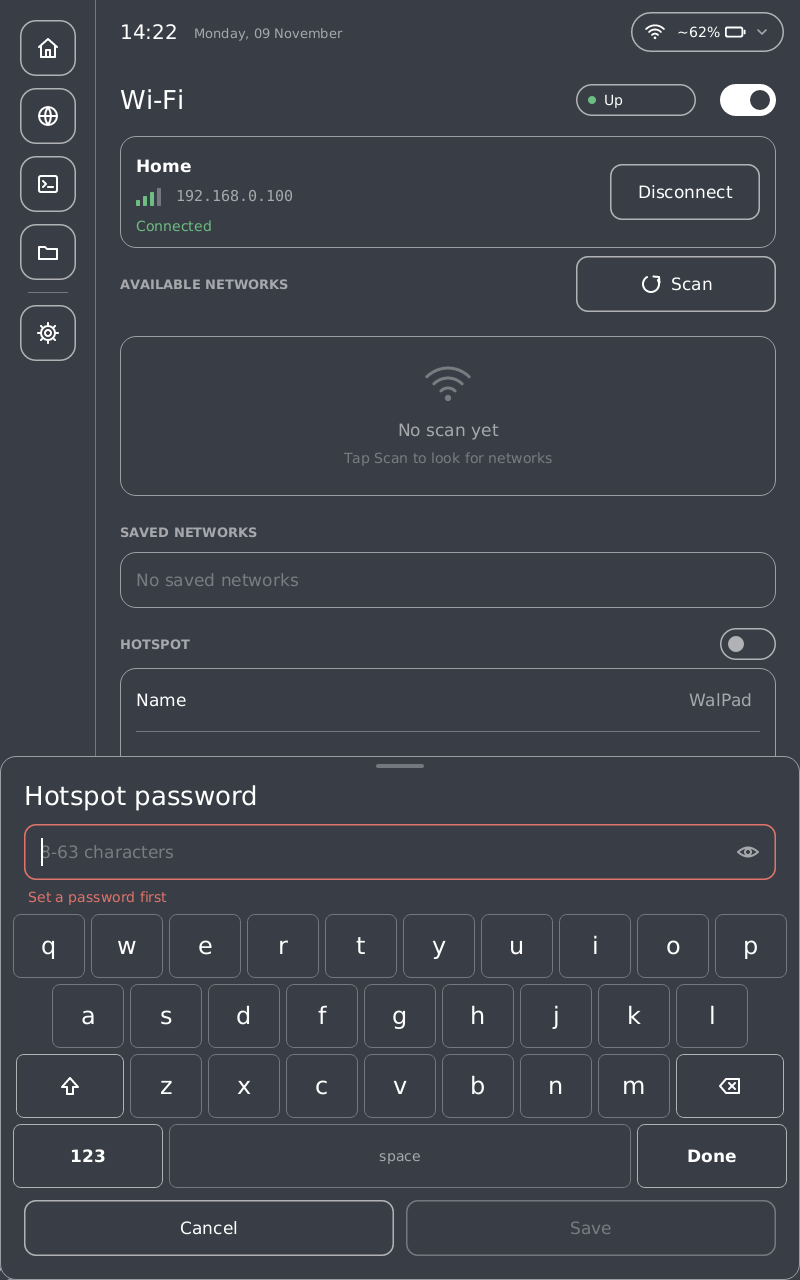 14:22 Monday, 09 November ~62%
Wi-Fi Up
Home
192.168.0.100 Disconnect
Connected
AVAILABLE NETWORKS Scan
No scan yet
Tap Scan to look for networks
SAVED NETWORKS
No saved networks
HOTSPOT
Name WalPad
Hotspot password
8-63 characters
Set a password first
q w e r t y u i o p
a s d f g h j k l
z x c v b n m
123 space Done
Cancel Save